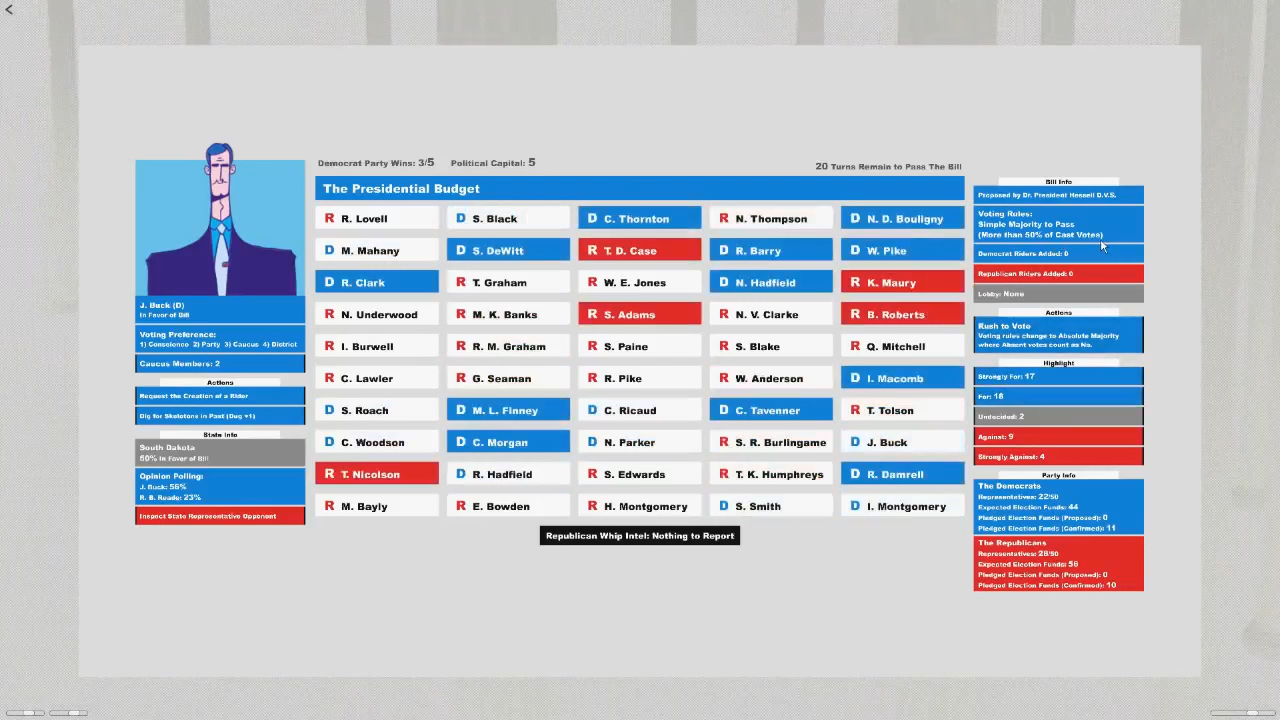 Democrat Party Wins: 3/5 Political Capital: 5
20 Turns Remain to Pass The Bill
The Presidential Budget
R R. Lovell D S. Black D C. Thornton R N. Thompson D N. D. Bouligny
D M. Mahany D S. DeWitt R T. D. Case D R. Barry D W. Pike
D R. Clark R T. Graham R W. E. Jones D N. Hadfield R K. Maury
R N. Underwood R M. K. Banks R S. Adams R N. V. Clarke R B. Roberts
R I. Burwell R R. M. Graham R S. Paine R S. Blake R Q. Mitchell
R C. Lawler R G. Seaman R R. Pike R W. Anderson D I. Macomb
D S. Roach D M. L. Finney D C. Ricaud D C. Tavenner R T. Tolson
D C. Woodson D C. Morgan D N. Parker R S. R. Burlingame D J. Buck
R T. Nicolson D R. Hadfield R S. Edwards R T. K. Humphreys D R. Damrell
R M. Bayly R E. Bowden R H. Montgomery D S. Smith D I. Montgomery
Republican Whip Intel: Nothing to Report
J. Buck (D)
In Favor of Bill
Voting Preference:
1) Conscience 2) Party 3) Caucus 4) District
Caucus Members: 2
Actions
Request the Creation of a Rider
Dig for Skeletons in Past (Dug +1)
State Info
South Dakota
50% In Favor of Bill
Opinion Polling:
J. Buck: 56%
R. B. Ready: 23%
Inspect State Representative Opponent
Bill Info
Proposed by Dr. President Hessell D.V.S.
Voting Rules:
Simple Majority to Pass
(More than 50% of Cast Votes)
Democrat Riders Added: 0
Republican Riders Added: 0
Lobby: None
Actions
Rush to Vote
Voting rules change to Absolute Majority
where Absent votes count as No.
Highlight
Strongly For: 17
For: 18
Undecided: 2
Against: 9
Strongly Against: 4
Party Info
The Democrats
Representatives: 22/50
Expected Election Funds: 44
Pledged Election Funds (Proposed): 0
Pledged Election Funds (Confirmed): 11
The Republicans
Representatives: 28/50
Expected Election Funds: 56
Pledged Election Funds (Proposed): 0
Pledged Election Funds (Confirmed): 10